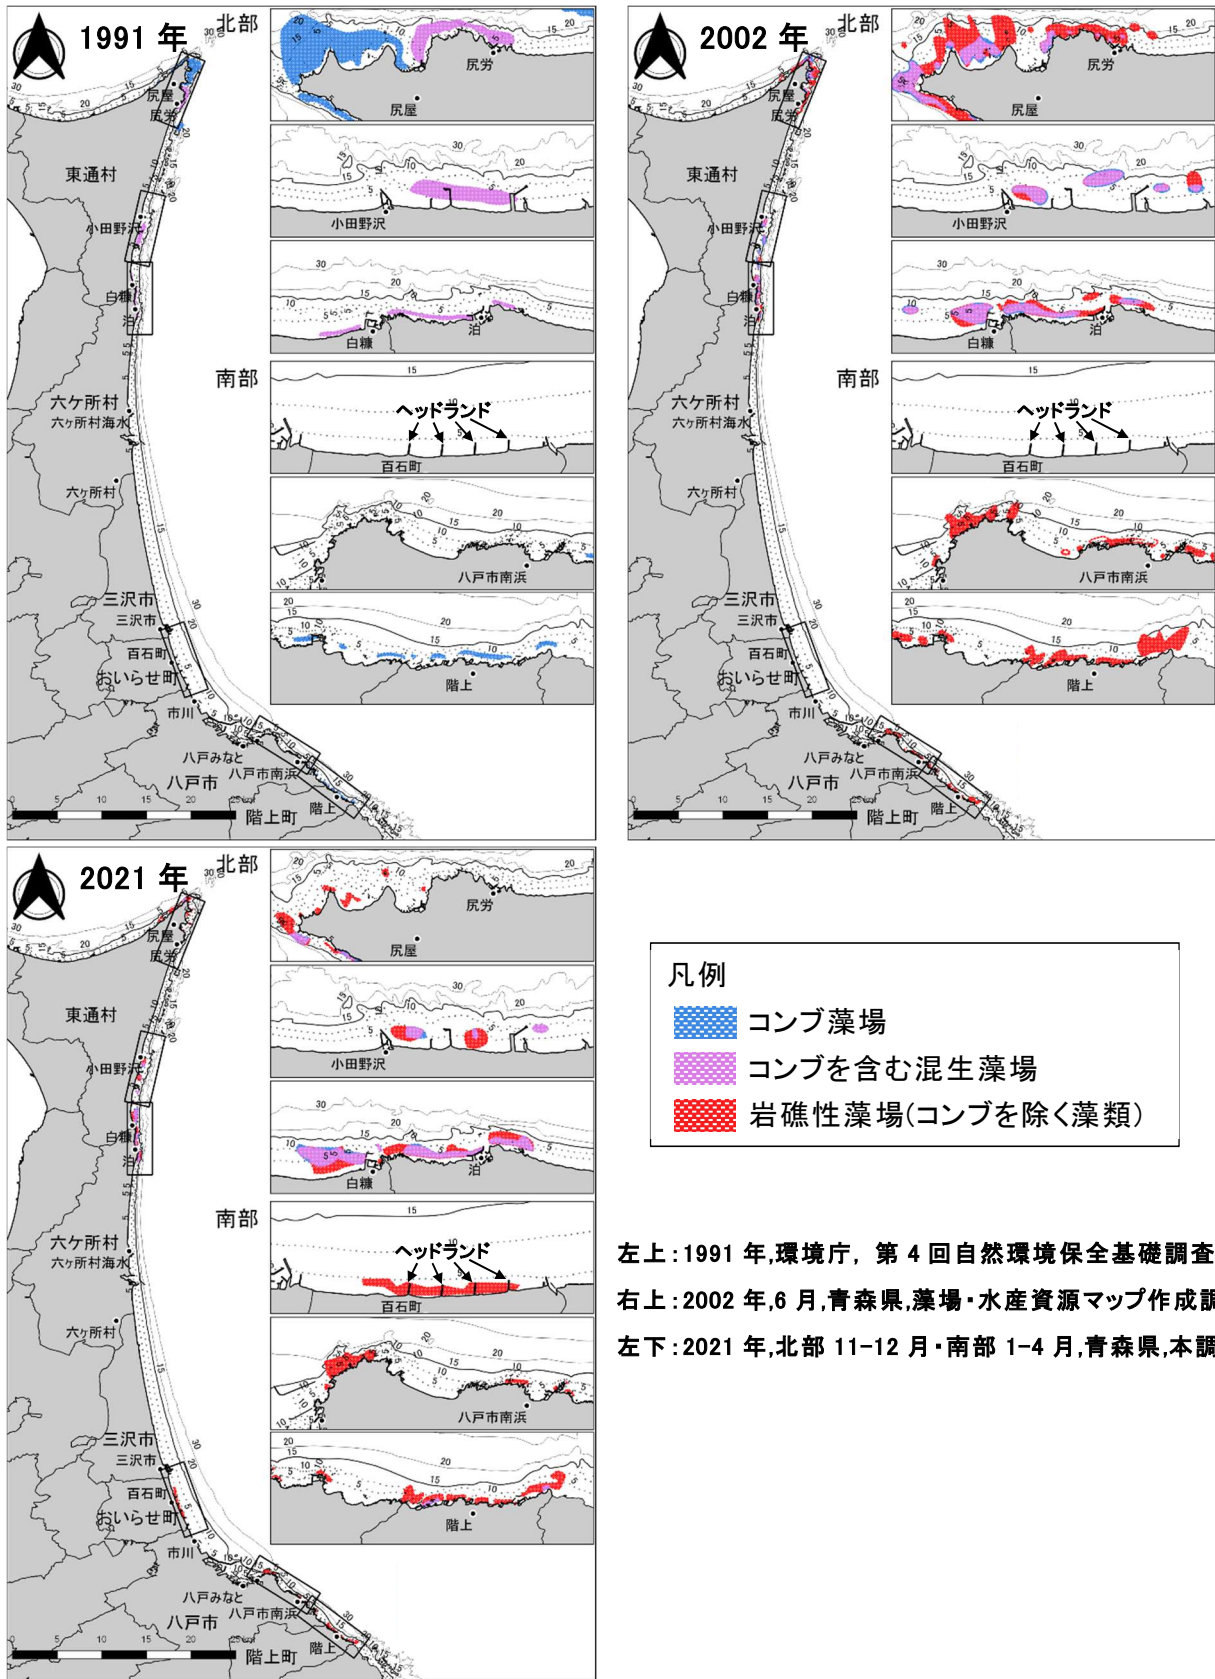 1991 年
北部
尻屋
尻労
東通村
小田野沢
白糠
泊
南部
六ケ所村
六ヶ所村海水
六ヶ所村
三沢市
三沢市
百石町
おいらせ町
市川
八戸みなと
八戸市南浜
八戸市
階上
階上町
尻労
尻屋
小田野沢
白糠
泊
ヘッドランド
百石町
八戸市南浜
階上
2002 年
北部
尻屋
尻労
東通村
小田野沢
白糠
泊
南部
六ケ所村
六ヶ所村海水
六ヶ所村
三沢市
三沢市
百石町
おいらせ町
市川
八戸みなと
八戸市南浜
八戸市
階上
階上町
尻労
尻屋
小田野沢
白糠
泊
ヘッドランド
百石町
八戸市南浜
階上
2021 年
北部
尻屋
尻労
東通村
小田野沢
白糠
泊
南部
六ケ所村
六ヶ所村海水
六ヶ所村
三沢市
三沢市
百石町
おいらせ町
市川
八戸みなと
八戸市南浜
八戸市
階上
階上町
尻労
尻屋
小田野沢
白糠
泊
ヘッドランド
百石町
八戸市南浜
階上
凡例
コンブ藻場
コンブを含む混生藻場
岩礁性藻場(コンブを除く藻類)
左上:1991 年,環境庁, 第 4 回自然環境保全基礎調査
右上:2002 年,6 月,青森県,藻場・水産資源マップ作成調
左下:2021 年,北部 11-12 月・南部 1-4 月,青森県,本調